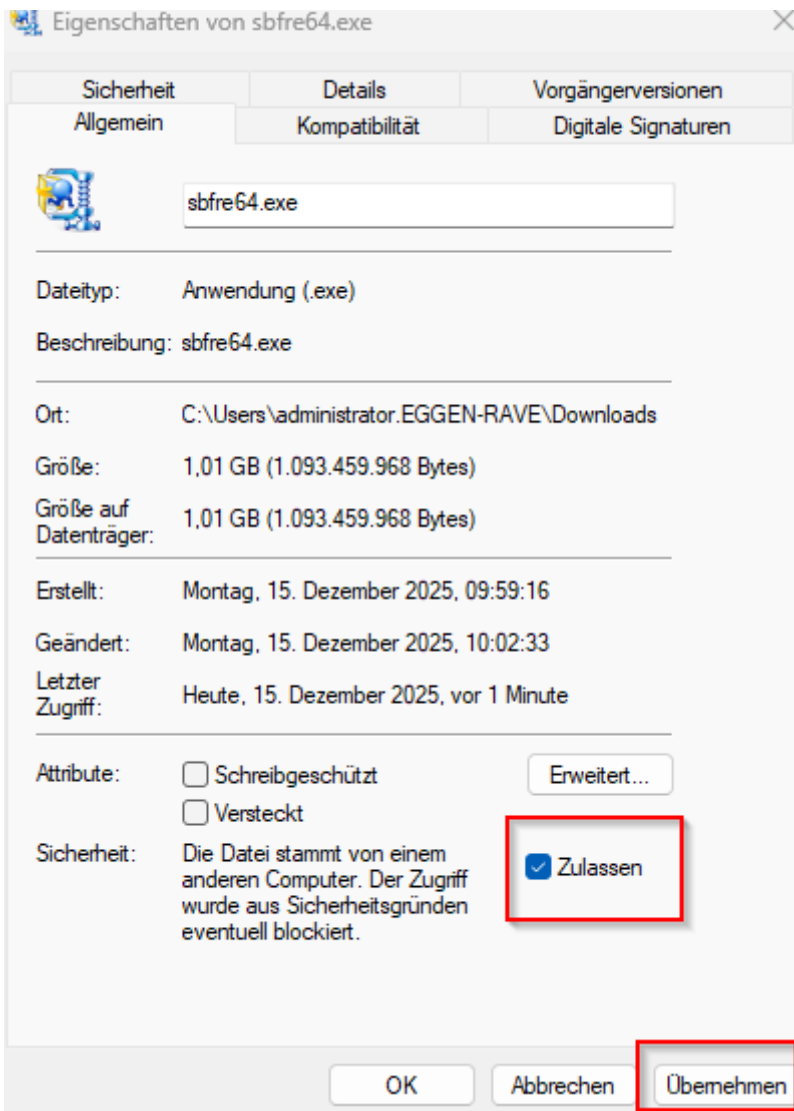 Eigenschaften von sbfre64.exe
Sicherheit Details Vorgängerversionen
Allgemein Kompatibilität Digitale Signaturen
sbfre64.exe
Dateityp: Anwendung (.exe)
Beschreibung: sbfre64.exe
Ort: C:\Users\administrator.EGGEN-RAVE\Downloads
Größe: 1,01 GB (1.093.459.968 Bytes)
Größe auf
Datenträger: 1,01 GB (1.093.459.968 Bytes)
Erstellt: Montag, 15. Dezember 2025, 09:59:16
Geändert: Montag, 15. Dezember 2025, 10:02:33
Letzter
Zugriff: Heute, 15. Dezember 2025, vor 1 Minute
Attribute: Schreibgeschützt Erweitert...
Versteckt
Sicherheit: Die Datei stammt von einem
anderen Computer. Der Zugriff
wurde aus Sicherheitsgründen
eventuell blockiert.
Zulassen
OK Abbrechen Übernehmen